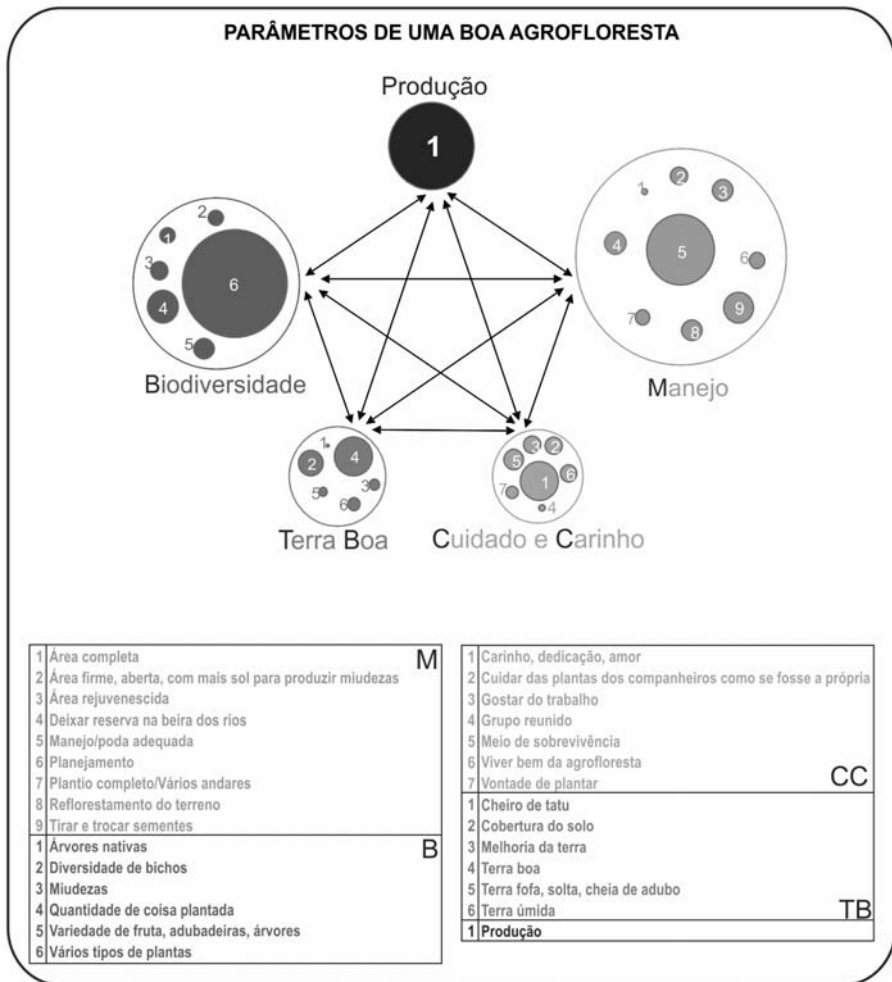 PARÂMETROS DE UMA BOA AGROFLORESTA
Produção
1
2
1
3
4
6
5
Biodiversidade
1
2
3
4
5
6
7
8
9
Manejo
1
2
4
3
5
6
Terra Boa
3
2
5
6
1
7
4
Cuidado e Carinho
M
1 Área completa
2 Área firme, aberta, com mais sol para produzir miudezas
3 Área rejuvenescida
4 Deixar reserva na beira dos rios
5 Manejo/poda adequada
6 Planejamento
7 Plantio completo/Vários andares
8 Reflorestamento do terreno
9 Tirar e trocar sementes
B
1 Árvores nativas
2 Diversidade de bichos
3 Miudezas
4 Quantidade de coisa plantada
5 Variedade de fruta, adubadeiras, árvores
6 Vários tipos de plantas
1 Carinho, dedicação, amor
2 Cuidar das plantas dos companheiros como se fosse a própria
3 Gostar do trabalho
4 Grupo reunido
5 Meio de sobrevivência
6 Viver bem da agrofloresta
7 Vontade de plantar
CC
1 Cheiro de tatu
2 Cobertura do solo
3 Melhoria da terra
4 Terra boa
5 Terra fofa, solta, cheia de adubo
6 Terra úmida
TB
1 Produção